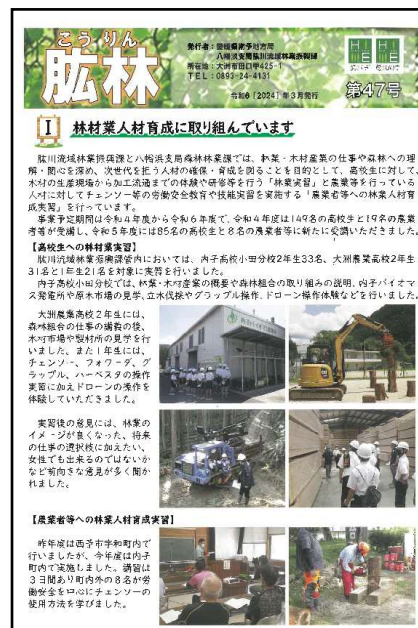 こうりん
肱林
発行者：愛媛県南予地方局
八幡浜支局肱川流域林業振興課
所在地：大洲市田口甲425-1
TEL：0893-24-4131
令和6（2024）年3月発行
第47号
Ⅰ 林材業人材育成に取り組んでいます
肱川流域林業振興課と八幡浜支局森林林業課では、林業・木材産業の仕事や森林への理
解・関心を深め、次世代を担う人材の確保・育成を図ることを目的として、高校生に対して、
木材の生産現場から加工流通までの体験や研修等を行う「林業実習」と農業等を行っている
人材に対してチェンソー等の労働安全教育や技能実習を実施する「農業者等への林業人材育
成実習」を行っています。
事業予定期間は令和4年度から令和6年度で、令和4年度は149名の高校生と19名の農業
者等が受講し、令和5年度には85名の高校生と8名の農業者等に新たに受講いただきました。
【高校生への林材業実習】
肱川流域林業振興課管内においては、内子高校小田分校2年生33名、大洲農業高校2年生
31名と1年生21名を対象に実習を行いました。
内子高校小田分校では、林業・木材産業の概要や森林組合の取り組みの説明、内子バイオマ
ス発電所や原木市場の見学、立木伐採やグラップル操作、ドローン操作体験などを行いました。
大洲農業高校2年生には、
森林組合の仕事の講義の後、
木材市場や製材所の見学を行
いました。また1年生には、
チェンソー、フォワーダ、グ
ラップル、ハーベスタの操作
実習に加えドローンの操作を
体験していただきました。
実習後の意見には、林業の
イメージが良くなった、将来
の仕事の選択肢に加えたい、
女性でも出来るのではないか
など前向きな意見が多く聞か
れました。
【農業者等への林業人材育成実習】
昨年度は西予市宇和町内で
行いましたが、今年度は内子
町内で実施しました。講習は
3日間あり町内外の8名が労
働安全を中心にチェンソーの
使用方法を学びました。